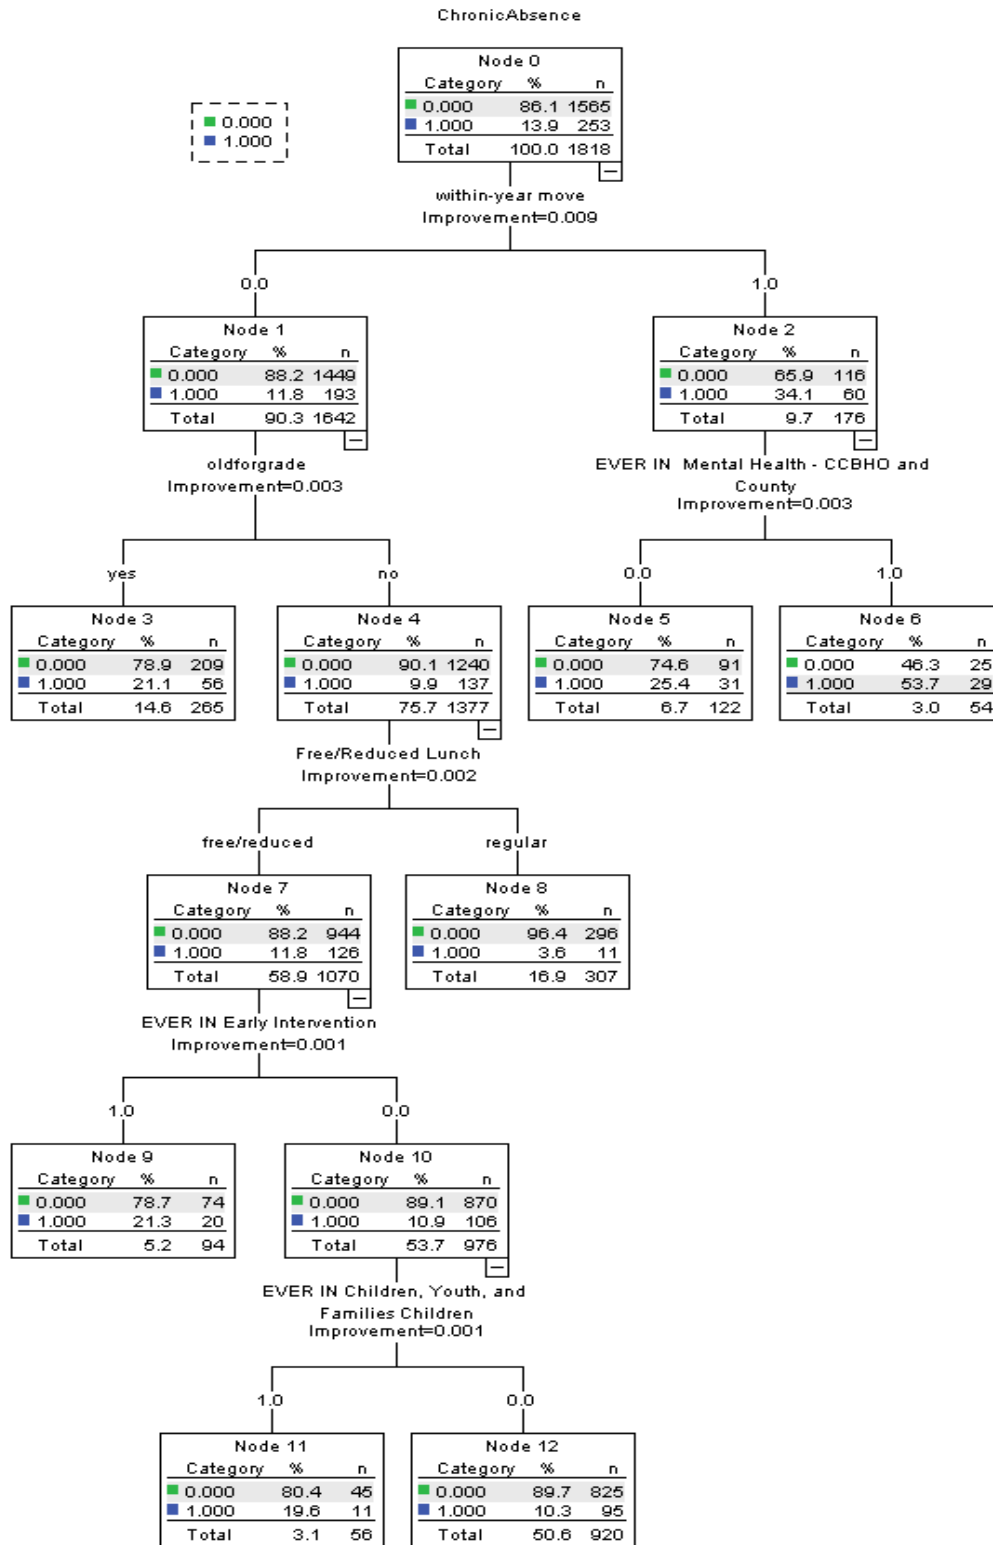 ChronicAbsence
0.000
1.000
Node 0
Category % n
0.000 86.1 1565
1.000 13.9 253
Total 100.0 1818
within-year move
Improvement=0.009
0.0 1.0
Node 1
Category % n
0.000 88.2 1449
1.000 11.8 193
Total 90.3 1642
Node 2
Category % n
0.000 65.9 116
1.000 34.1 60
Total 9.7 176
oldforgrade
Improvement=0.003
EVER IN Mental Health - CCBHO and
County
Improvement=0.003
yes no 0.0 1.0
Node 3
Category % n
0.000 78.9 209
1.000 21.1 56
Total 14.6 265
Node 4
Category % n
0.000 90.1 1240
1.000 9.9 137
Total 75.7 1377
Node 5
Category % n
0.000 74.6 91
1.000 25.4 31
Total 6.7 122
Node 6
Category % n
0.000 46.3 25
1.000 53.7 29
Total 3.0 54
Free/Reduced Lunch
Improvement=0.002
free/reduced regular
Node 7
Category % n
0.000 88.2 944
1.000 11.8 126
Total 58.9 1070
Node 8
Category % n
0.000 96.4 296
1.000 3.6 11
Total 16.9 307
EVER IN Early Intervention
Improvement=0.001
1.0 0.0
Node 9
Category % n
0.000 78.7 74
1.000 21.3 20
Total 5.2 94
Node 10
Category % n
0.000 89.1 870
1.000 10.9 106
Total 53.7 976
EVER IN Children, Youth, and
Families Children
Improvement=0.001
1.0 0.0
Node 11
Category % n
0.000 80.4 45
1.000 19.6 11
Total 3.1 56
Node 12
Category % n
0.000 89.7 825
1.000 10.3 95
Total 50.6 920